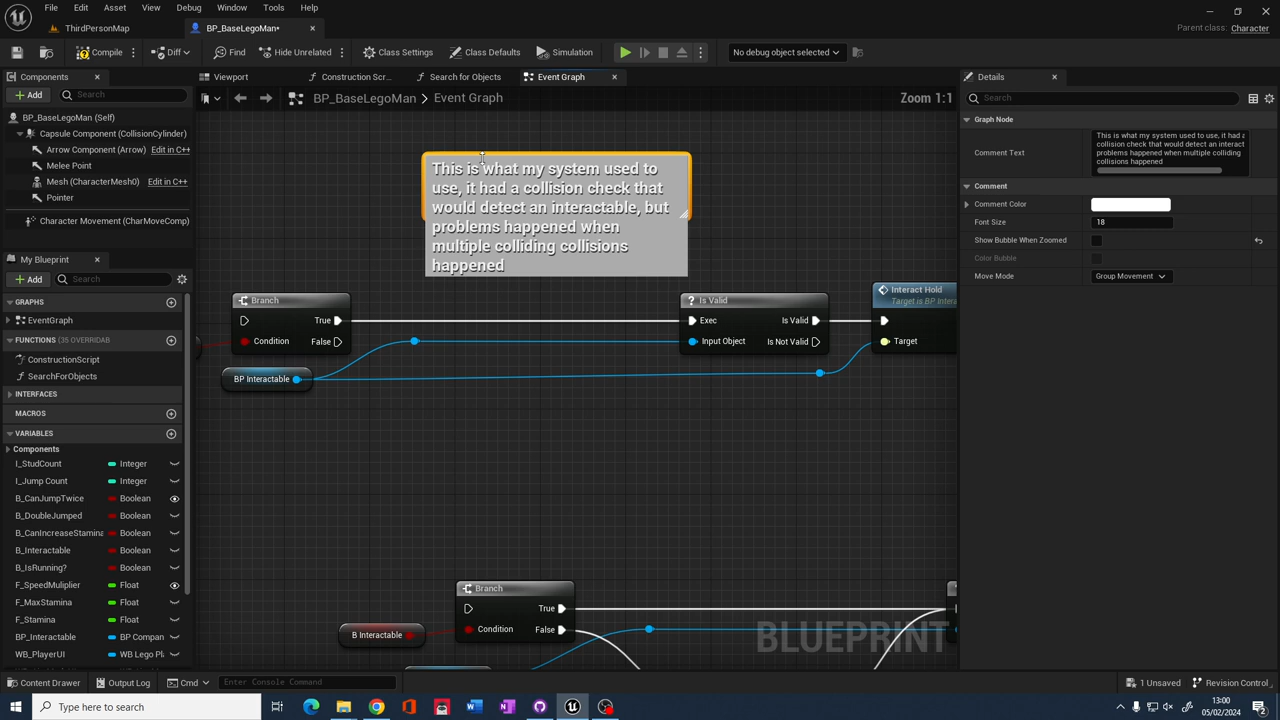 File Edit Asset View Debug Window Tools Help
ThirdPersonMap
BP_BaseLegoMan*
Parent class: Character
Compile
Diff
Find
Hide Unrelated
Class Settings
Class Defaults
Simulation
No debug object selected
Components
Viewport
Construction Scr...
Search for Objects
Event Graph
Details
Add
Search
BP_BaseLegoMan
Event Graph
Zoom 1:1
Search
BP_BaseLegoMan (Self)
Capsule Component (CollisionCylinder)
Arrow Component (Arrow) Edit in C++
Melee Point
Mesh (CharacterMesh0) Edit in C++
Pointer
Character Movement (CharMoveComp)
My Blueprint
Add
Search
GRAPHS
EventGraph
FUNCTIONS (35 OVERRIDAB
ConstructionScript
SearchForObjects
INTERFACES
MACROS
VARIABLES
Components
I_StudCount Integer
I_Jump Count Integer
B_CanJumpTwice Boolean
B_DoubleJumped Boolean
B_CanIncreaseStamina Boolean
B_Interactable Boolean
B_IsRunning? Boolean
F_SpeedMuliplier Float
F_MaxStamina Float
F_Stamina Float
BP_Interactable BP Compan
WB_PlayerUI WB Lego Pl
This is what my system used to
use, it had a collision check that
would detect an interactable, but
problems happened when
multiple colliding collisions
happened
Branch
True
Condition False
BP Interactable
Is Valid
Exec Is Valid
Input Object Is Not Valid
Interact Hold
Target is BP Intera
Target
Branch
True
Condition
False
B Interactable
BLUEPRINT
Graph Node
Comment Text
This is what my system used to use, it had a
collision check that would detect an interact
problems happened when multiple colliding
collisions happened
Comment
Comment Color
Font Size 18
Show Bubble When Zoomed
Color Bubble
Move Mode Group Movement
Content Drawer
Output Log
Cmd
Enter Console Command
1 Unsaved
Revision Control
Type here to search
13:00
05/02/2024